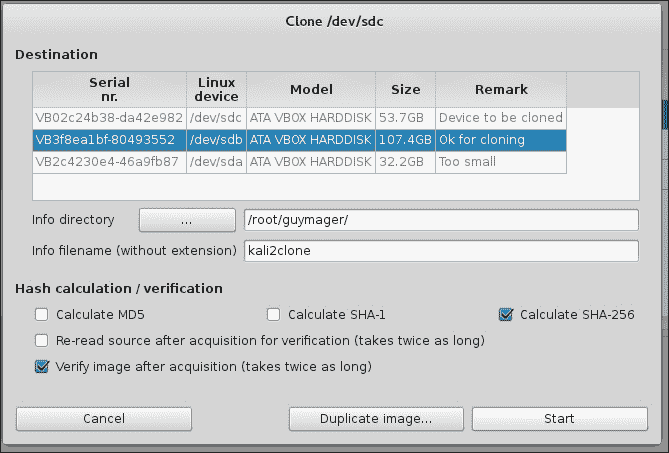 Clone /dev/sdc
Destination
Serial nr. Linux device Model Size Remark
VB02c24b38-da42e982 /dev/sdc ATA VBOX HARDDISK 53.7GB Device to be cloned
VB3f8ea1bf-80493552 /dev/sdb ATA VBOX HARDDISK 107.4GB Ok for cloning
VB2c4230e4-46a9fb87 /dev/sda ATA VBOX HARDDISK 32.2GB Too small
Info directory ... /root/guymager/
Info filename (without extension) kali2clone
Hash calculation / verification
Calculate MD5 Calculate SHA-1 Calculate SHA-256
Re-read source after acquisition for verification (takes twice as long)
Verify image after acquisition (takes twice as long)
Cancel Duplicate image... Start